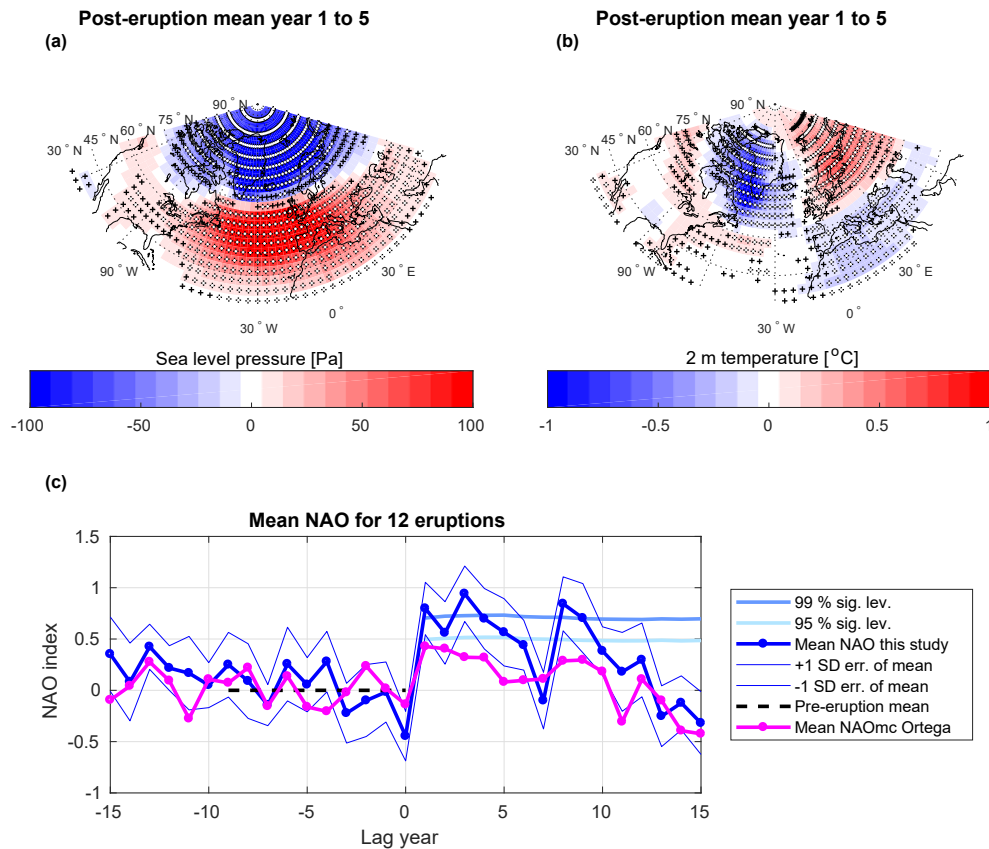 Post-eruption mean year 1 to 5
(a)
90° N
75° N
60° N
45° N
30° N
90° W
30° W
0°
30° E
Sea level pressure [Pa]
-100 -50 0 50 100
Post-eruption mean year 1 to 5
(b)
90° N
75° N
60° N
45° N
30° N
90° W
30° W
0°
30° E
2 m temperature [°C]
-1 -0.5 0 0.5 1
(c)
Mean NAO for 12 eruptions
NAO index
1.5
1
0.5
0
-0.5
-1
-15 -10 -5 0 5 10 15
Lag year
99 % sig. lev.
95 % sig. lev.
Mean NAO this study
+1 SD err. of mean
-1 SD err. of mean
Pre-eruption mean
Mean NAOmc Ortega